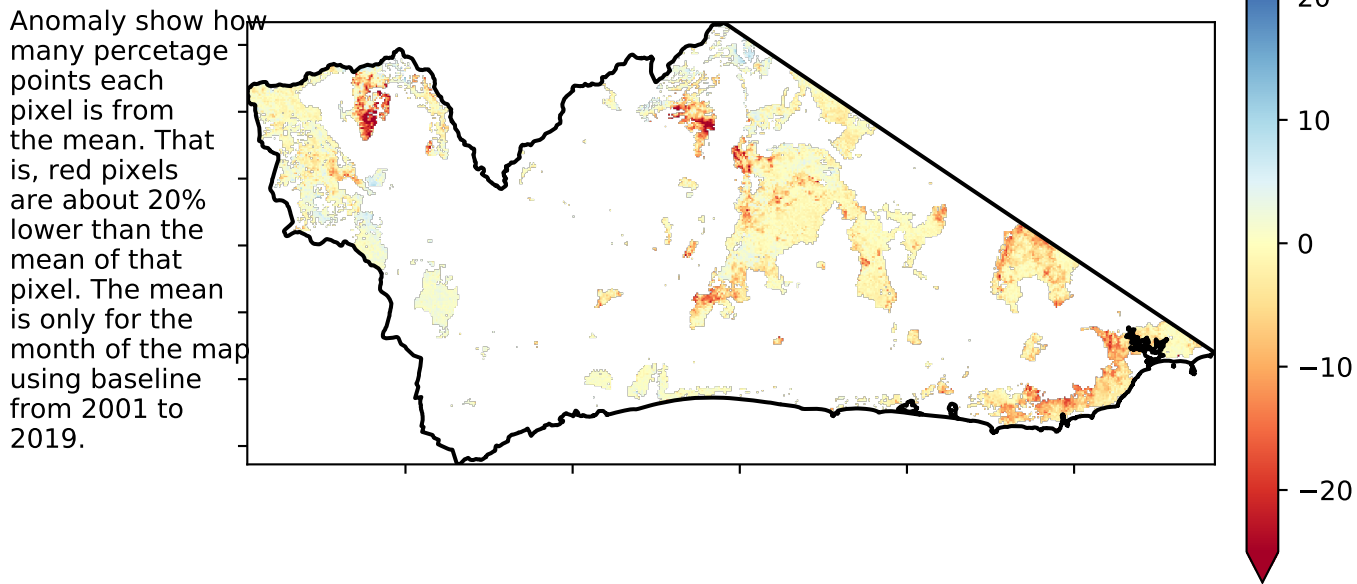 Anomaly show how
many percetage
points each
pixel is from
the mean. That
is, red pixels
are about 20%
lower than the
mean of that
pixel. The mean
is only for the
month of the map
using baseline
from 2001 to
2019.
20
10
0
−10
−20